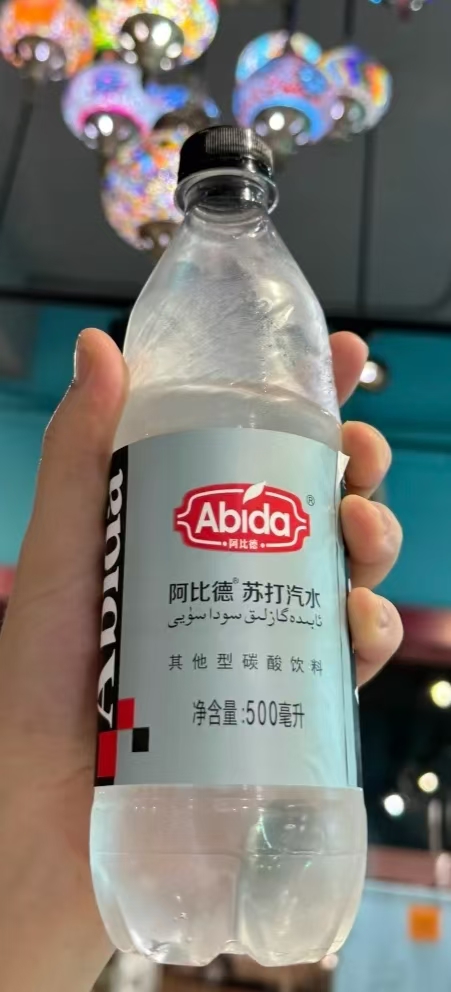 Abida
®
Abida
阿比德
阿比德® 苏打汽水
ئابىدە گازلىق سودا سۈيى
其他型碳酸饮料
净含量:500毫升